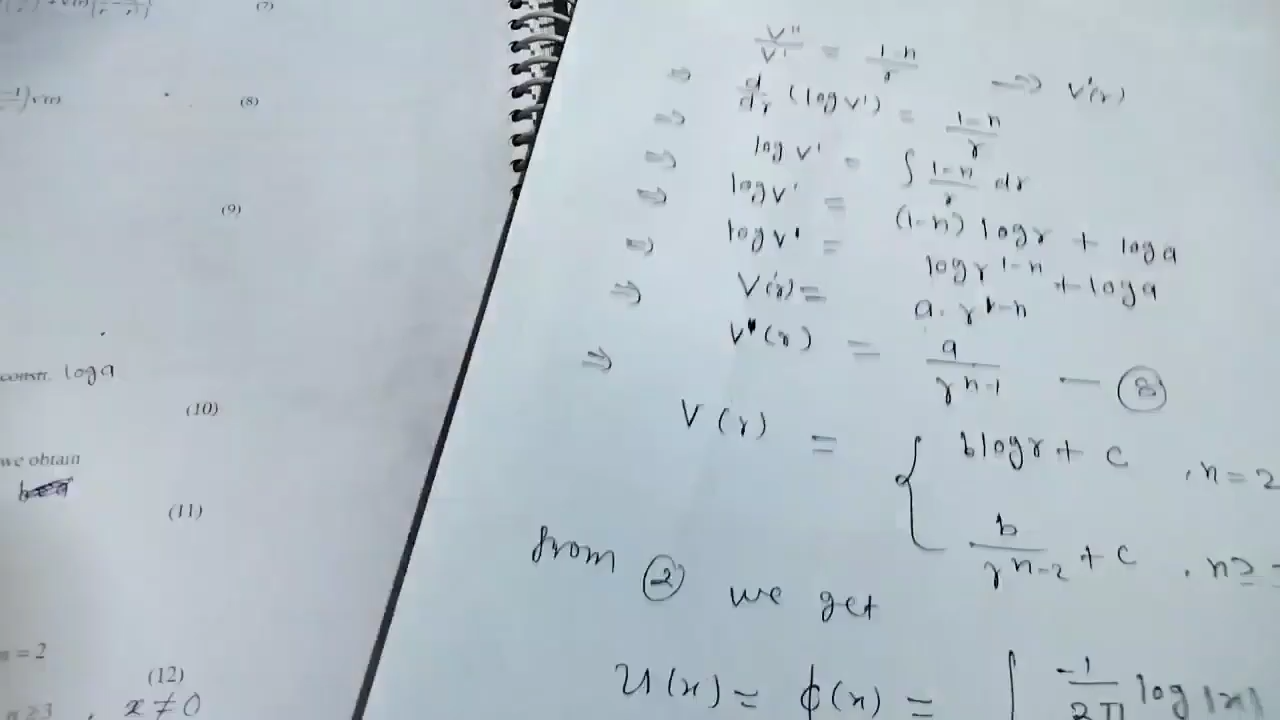 (7)
(8)
(9)
constt. log a
(10)
we obtain
(11)
n = 2
(12)
n ≥ 3 , x ≠ 0
V''/V' = 1-n/r
⇒ d/dr (log V') = 1-n/r ⟶ V'(r)
⇒ log V' = ∫ 1-n/r dr
⇒ log V' = (1-n) log r + log a
⇒ log V' = log r^{1-n} + log a
⇒ V'(r) = a. r^{1-n}
⇒ V'(r) = a/r^{n-1} — (8)
⇒ V(r) = { b log r + c , n = 2
b/r^{n-2} + c , n ≥
from (2) we get
u(x) = ϕ(x) = -1/2π log |x|